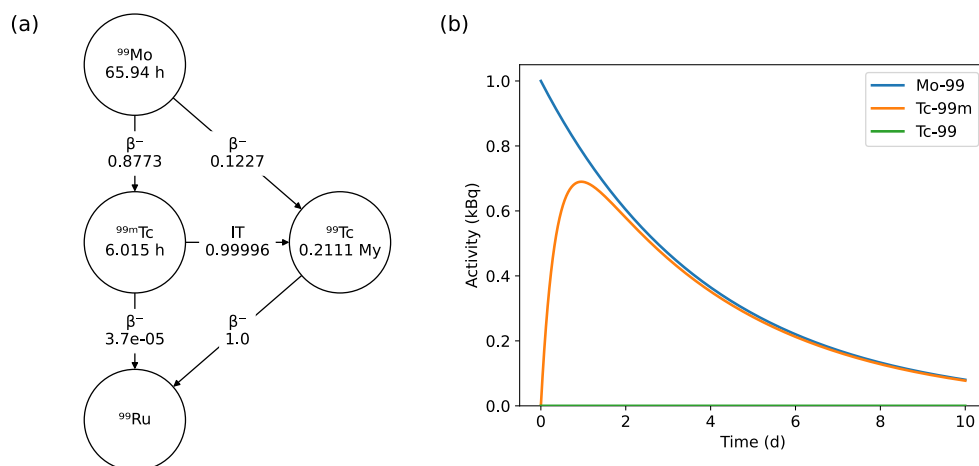 (a)
⁹⁹Mo
65.94 h
β⁻
0.8773
β⁻
0.1227
⁹⁹ᵐTc
6.015 h
IT
0.99996
⁹⁹Tc
0.2111 My
β⁻
3.7e-05
β⁻
1.0
⁹⁹Ru
(b)
Mo-99
Tc-99m
Tc-99
Activity (kBq)
1.0
0.8
0.6
0.4
0.2
0.0
0 2 4 6 8 10
Time (d)